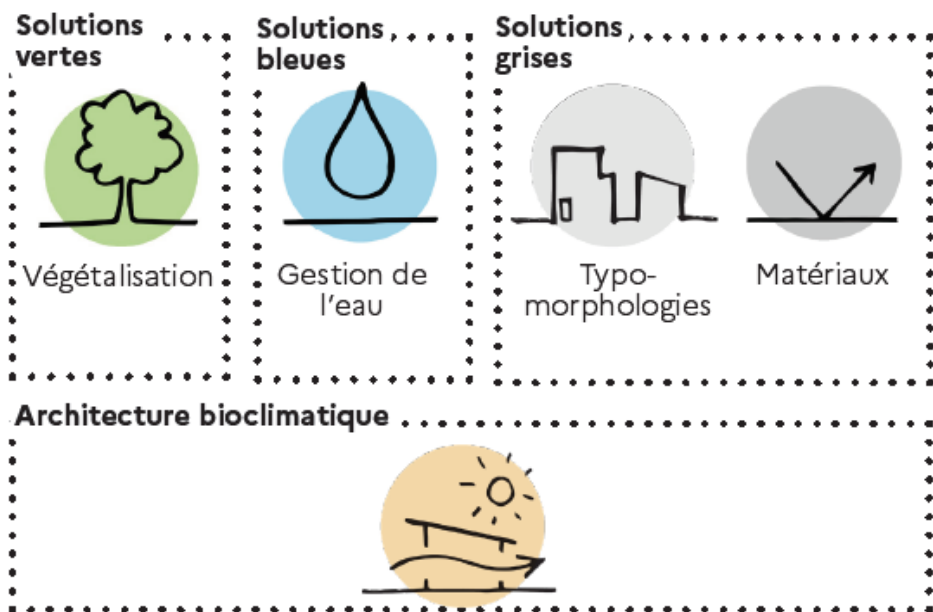 Solutions
vertes
Solutions
bleues
Solutions
grises
Végétalisation
Gestion de
l'eau
Typo-
morphologies
Matériaux
Architecture bioclimatique